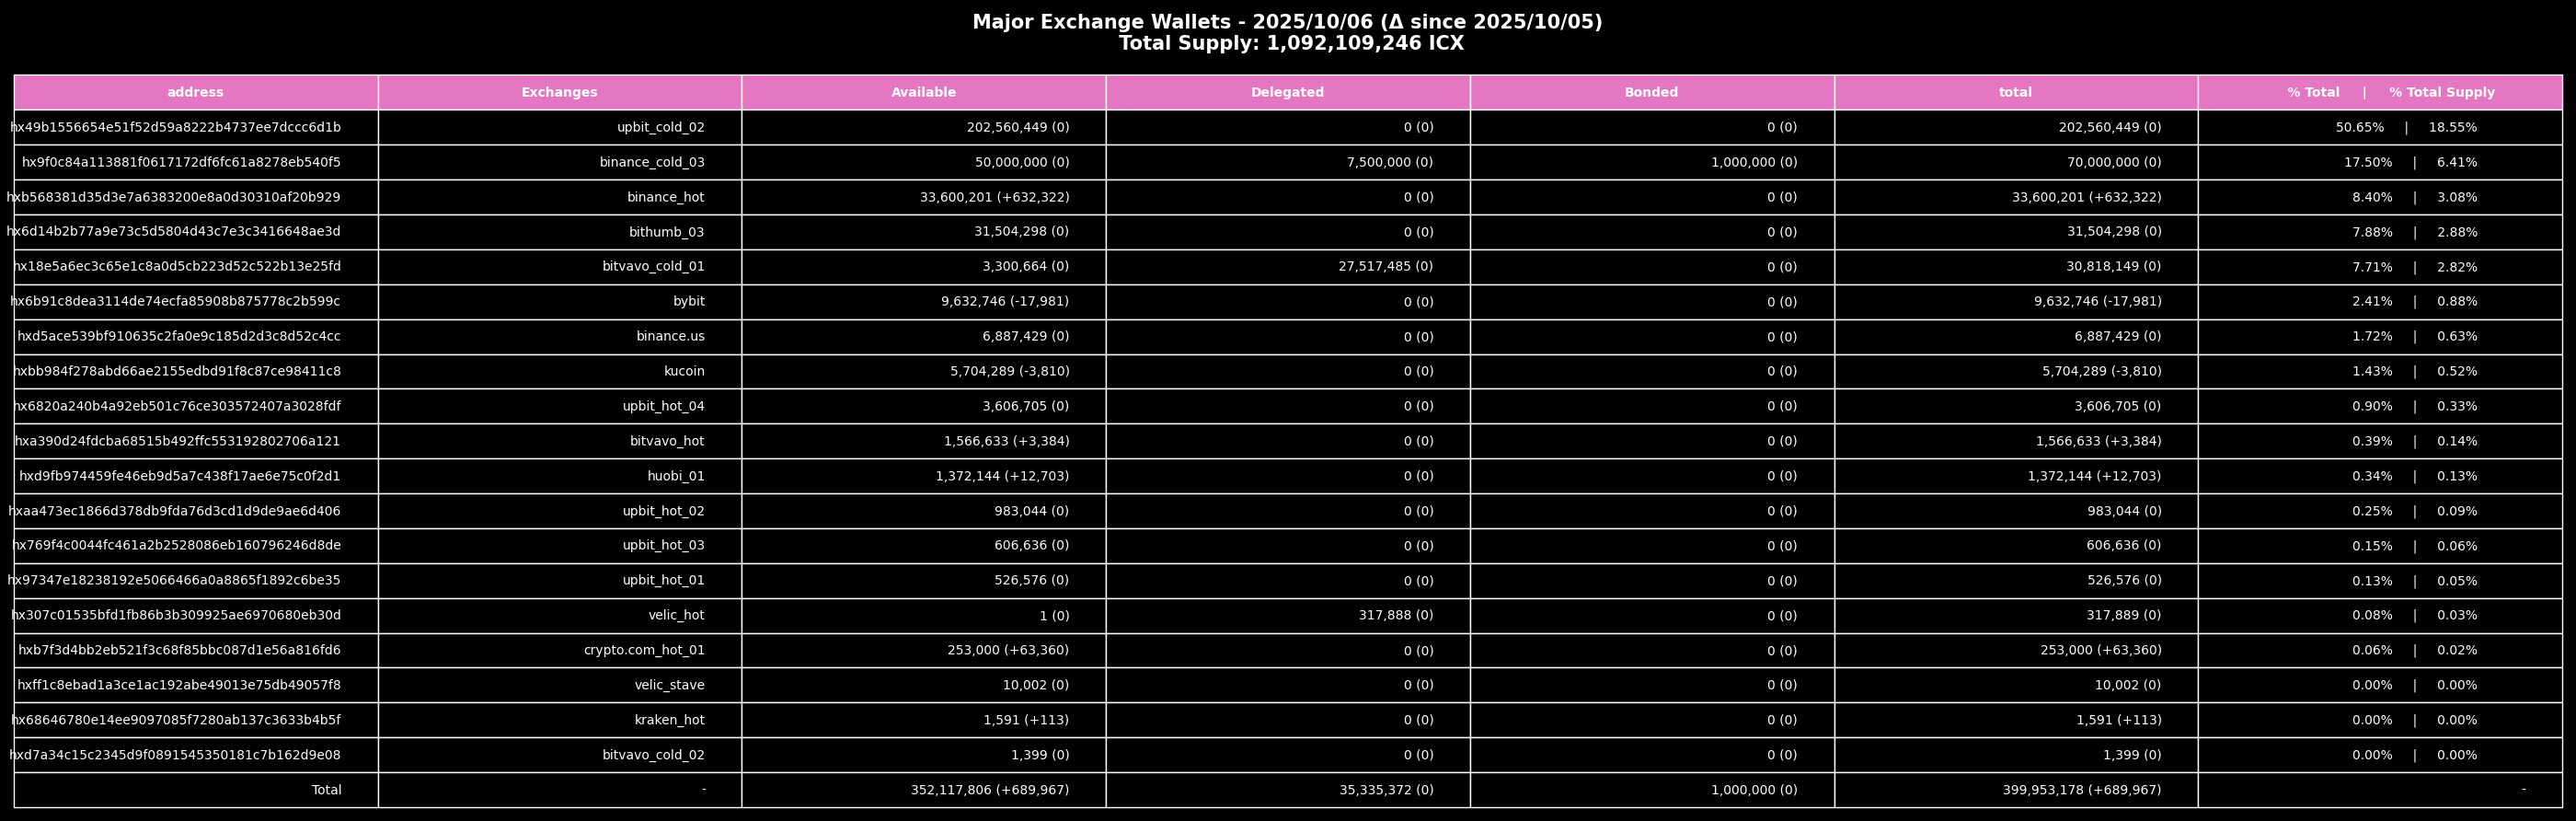 Major Exchange Wallets - 2025/10/06 (Δ since 2025/10/05)
Total Supply: 1,092,109,246 ICX
address Exchanges Available Delegated Bonded total % Total | % Total Supply
hx49b1556654e51f52d59a8222b4737ee7dccc6d1b upbit_cold_02 202,560,449 (0) 0 (0) 0 (0) 202,560,449 (0) 50.65% | 18.55%
hx9f0c84a113881f0617172df6fc61a8278eb540f5 binance_cold_03 50,000,000 (0) 7,500,000 (0) 1,000,000 (0) 70,000,000 (0) 17.50% | 6.41%
hxb568381d35d3e7a6383200e8a0d30310af20b929 binance_hot 33,600,201 (+632,322) 0 (0) 0 (0) 33,600,201 (+632,322) 8.40% | 3.08%
hx6d14b2b77a9e73c5d5804d43c7e3c3416648ae3d bithumb_03 31,504,298 (0) 0 (0) 0 (0) 31,504,298 (0) 7.88% | 2.88%
hx18e5a6ec3c65e1c8a0d5cb223d52c522b13e25fd bitvavo_cold_01 3,300,664 (0) 27,517,485 (0) 0 (0) 30,818,149 (0) 7.71% | 2.82%
hx6b91c8dea3114de74ecfa85908b875778c2b599c bybit 9,632,746 (-17,981) 0 (0) 0 (0) 9,632,746 (-17,981) 2.41% | 0.88%
hxd5ace539bf910635c2fa0e9c185d2d3c8d52c4cc binance.us 6,887,429 (0) 0 (0) 0 (0) 6,887,429 (0) 1.72% | 0.63%
hxbb984f278abd66ae2155edbd91f8c87ce98411c8 kucoin 5,704,289 (-3,810) 0 (0) 0 (0) 5,704,289 (-3,810) 1.43% | 0.52%
hx6820a240b4a92eb501c76ce303572407a3028fdf upbit_hot_04 3,606,705 (0) 0 (0) 0 (0) 3,606,705 (0) 0.90% | 0.33%
hxa390d24fdcba68515b492ffc553192802706a121 bitvavo_hot 1,566,633 (+3,384) 0 (0) 0 (0) 1,566,633 (+3,384) 0.39% | 0.14%
hxd9fb974459fe46eb9d5a7c438f17ae6e75c0f2d1 huobi_01 1,372,144 (+12,703) 0 (0) 0 (0) 1,372,144 (+12,703) 0.34% | 0.13%
hxaa473ec1866d378db9fda76d3cd1d9de9ae6d406 upbit_hot_02 983,044 (0) 0 (0) 0 (0) 983,044 (0) 0.25% | 0.09%
hx769f4c0044fc461a2b2528086eb160796246d8de upbit_hot_03 606,636 (0) 0 (0) 0 (0) 606,636 (0) 0.15% | 0.06%
hx97347e18238192e5066466a0a8865f1892c6be35 upbit_hot_01 526,576 (0) 0 (0) 0 (0) 526,576 (0) 0.13% | 0.05%
hx307c01535bfd1fb86b3b309925ae6970680eb30d velic_hot 1 (0) 317,888 (0) 0 (0) 317,889 (0) 0.08% | 0.03%
hxb7f3d4bb2eb521f3c68f85bbc087d1e56a816fd6 crypto.com_hot_01 253,000 (+63,360) 0 (0) 0 (0) 253,000 (+63,360) 0.06% | 0.02%
hxff1c8ebad1a3ce1ac192abe49013e75db49057f8 velic_stave 10,002 (0) 0 (0) 0 (0) 10,002 (0) 0.00% | 0.00%
hx68646780e14ee9097085f7280ab137c3633b4b5f kraken_hot 1,591 (+113) 0 (0) 0 (0) 1,591 (+113) 0.00% | 0.00%
hxd7a34c15c2345d9f0891545350181c7b162d9e08 bitvavo_cold_02 1,399 (0) 0 (0) 0 (0) 1,399 (0) 0.00% | 0.00%
Total - 352,117,806 (+689,967) 35,335,372 (0) 1,000,000 (0) 399,953,178 (+689,967) -